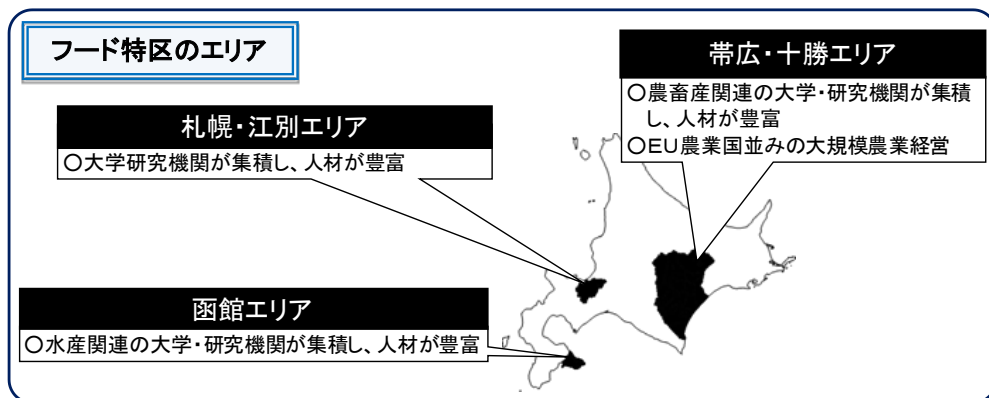 フード特区のエリア
帯広・十勝エリア
○農畜産関連の大学・研究機関が集積
し、人材が豊富
○EU農業国並みの大規模農業経営
札幌・江別エリア
○大学研究機関が集積し、人材が豊富
函館エリア
○水産関連の大学・研究機関が集積し、人材が豊富